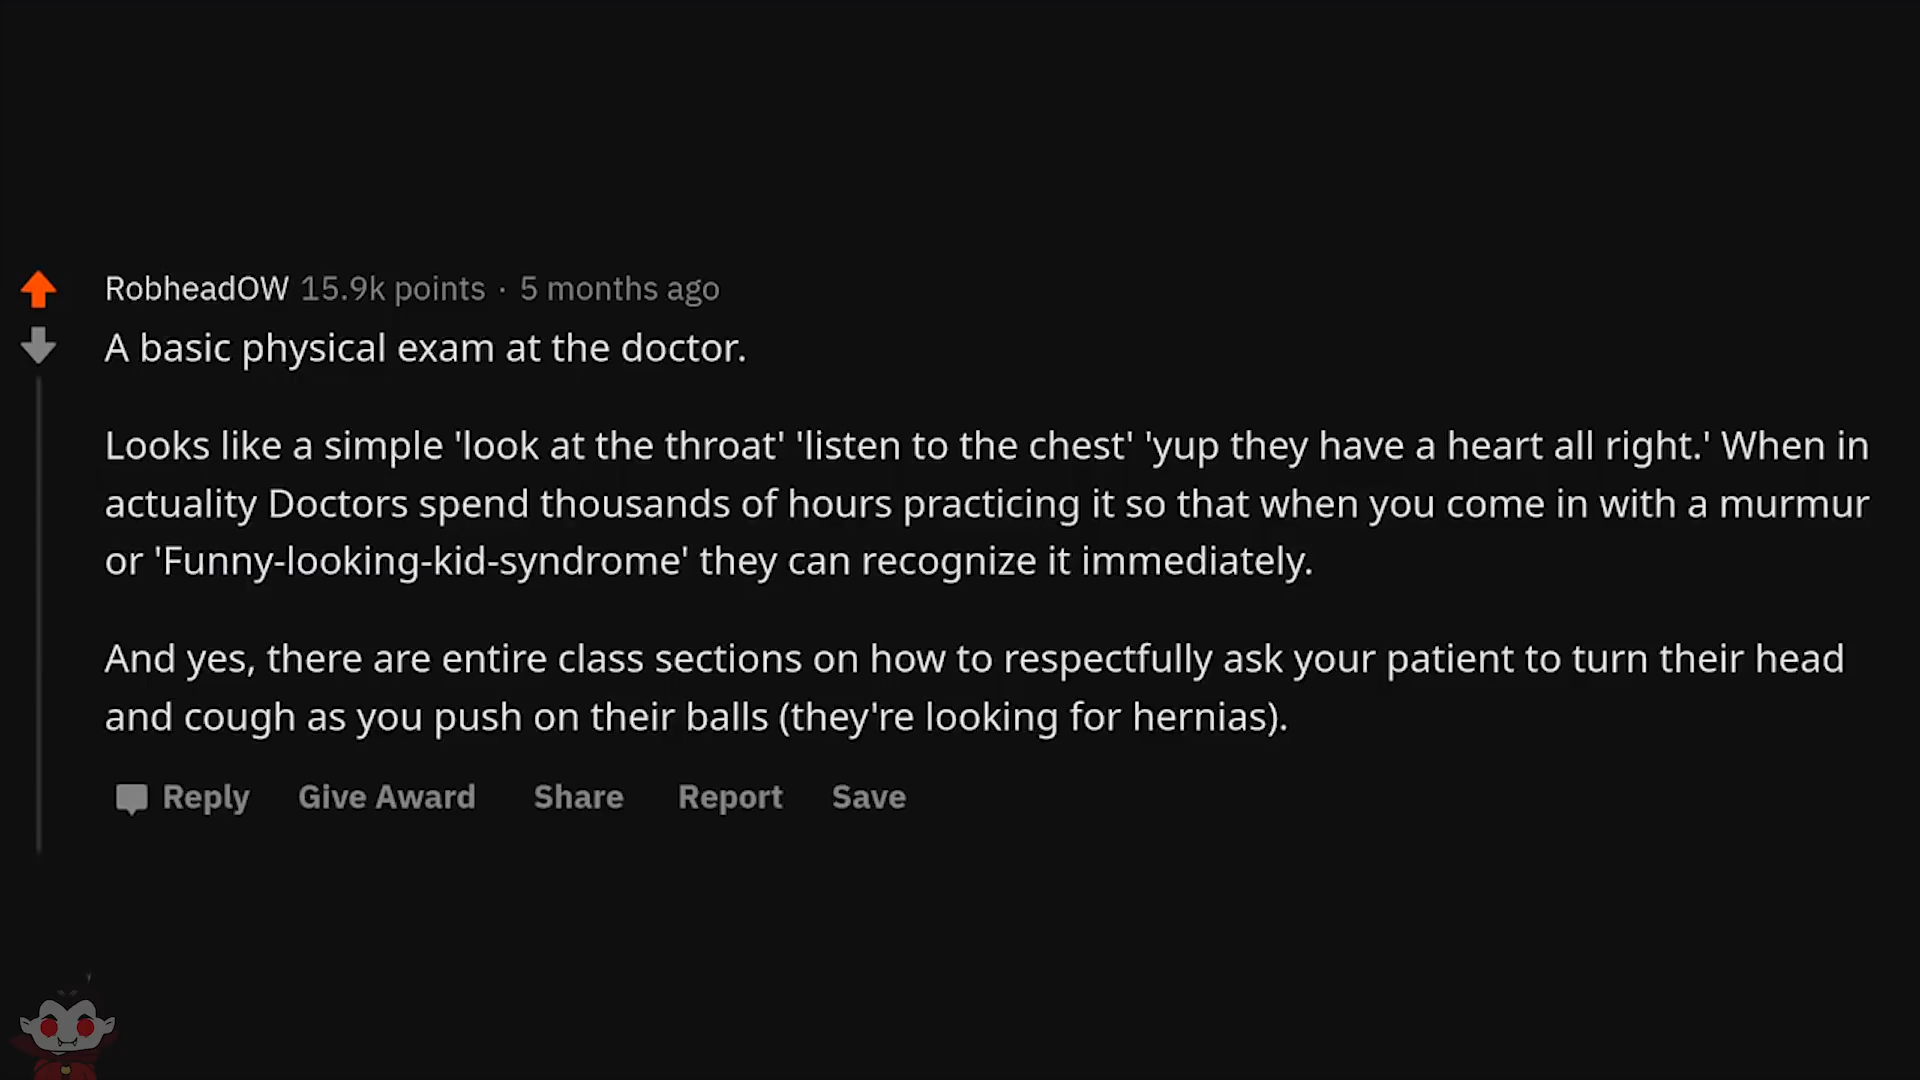 RobheadOW 15.9k points · 5 months ago
A basic physical exam at the doctor.
Looks like a simple 'look at the throat' 'listen to the chest' 'yup they have a heart all right.' When in
actuality Doctors spend thousands of hours practicing it so that when you come in with a murmur
or 'Funny-looking-kid-syndrome' they can recognize it immediately.
And yes, there are entire class sections on how to respectfully ask your patient to turn their head
and cough as you push on their balls (they're looking for hernias).
Reply Give Award Share Report Save